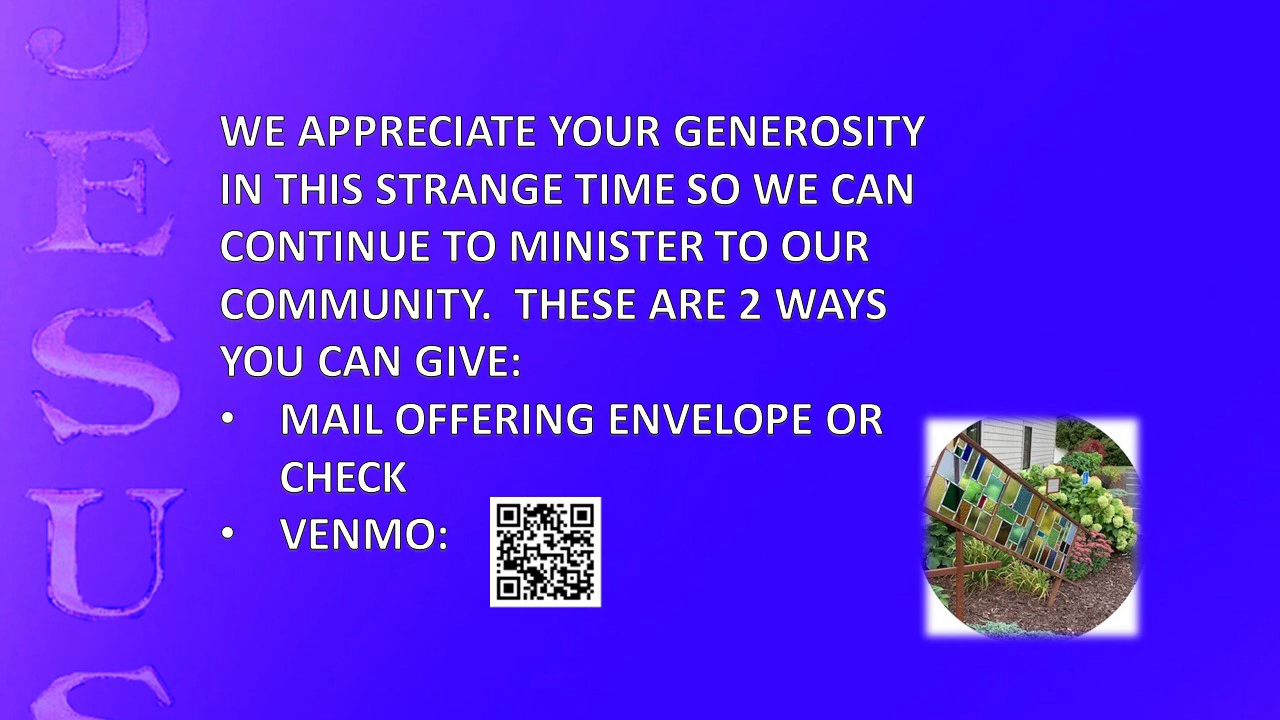 J
E
S
U
S
WE APPRECIATE YOUR GENEROSITY
IN THIS STRANGE TIME SO WE CAN
CONTINUE TO MINISTER TO OUR
COMMUNITY.  THESE ARE 2 WAYS
YOU CAN GIVE:
• MAIL OFFERING ENVELOPE OR
CHECK
• VENMO: